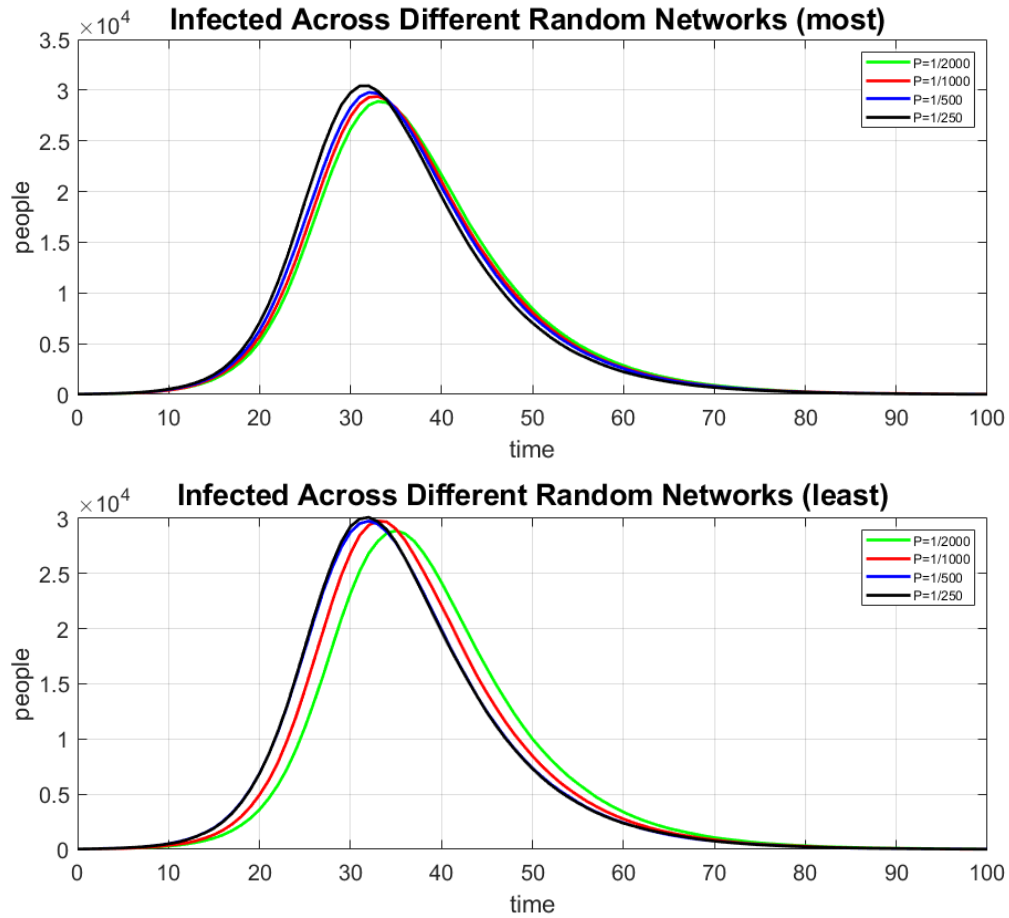 Infected Across Different Random Networks (most)
×10^4
3.5
3
2.5
2
1.5
1
0.5
0
people
P=1/2000
P=1/1000
P=1/500
P=1/250
0 10 20 30 40 50 60 70 80 90 100
time
Infected Across Different Random Networks (least)
×10^4
3
2.5
2
1.5
1
0.5
0
people
P=1/2000
P=1/1000
P=1/500
P=1/250
0 10 20 30 40 50 60 70 80 90 100
time